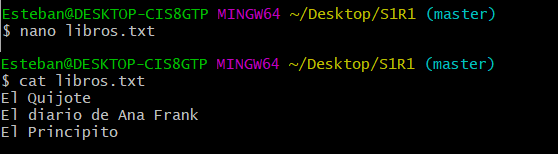 Esteban@DESKTOP-CIS8GTP MINGW64 ~/Desktop/S1R1 (master)
$ nano libros.txt
Esteban@DESKTOP-CIS8GTP MINGW64 ~/Desktop/S1R1 (master)
$ cat libros.txt
El Quijote
El diario de Ana Frank
El Principito